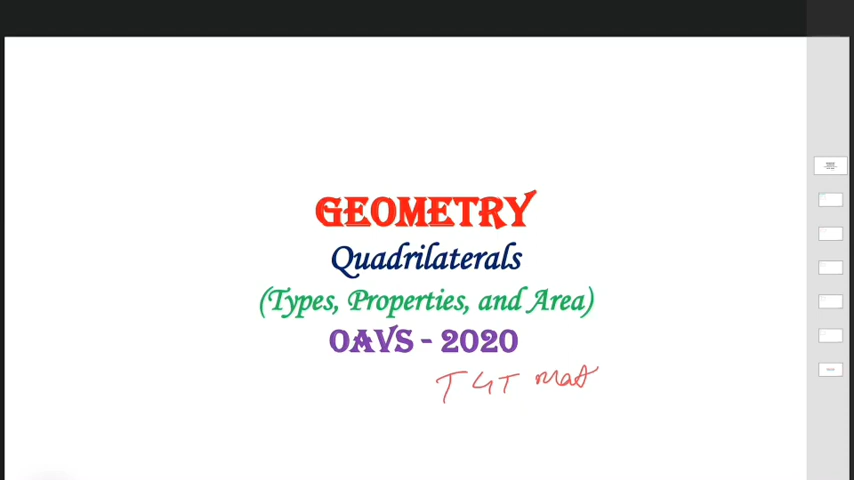 GEOMETRY
Quadrilaterals
(Types, Properties, and Area)
OAVS - 2020
TGT mat